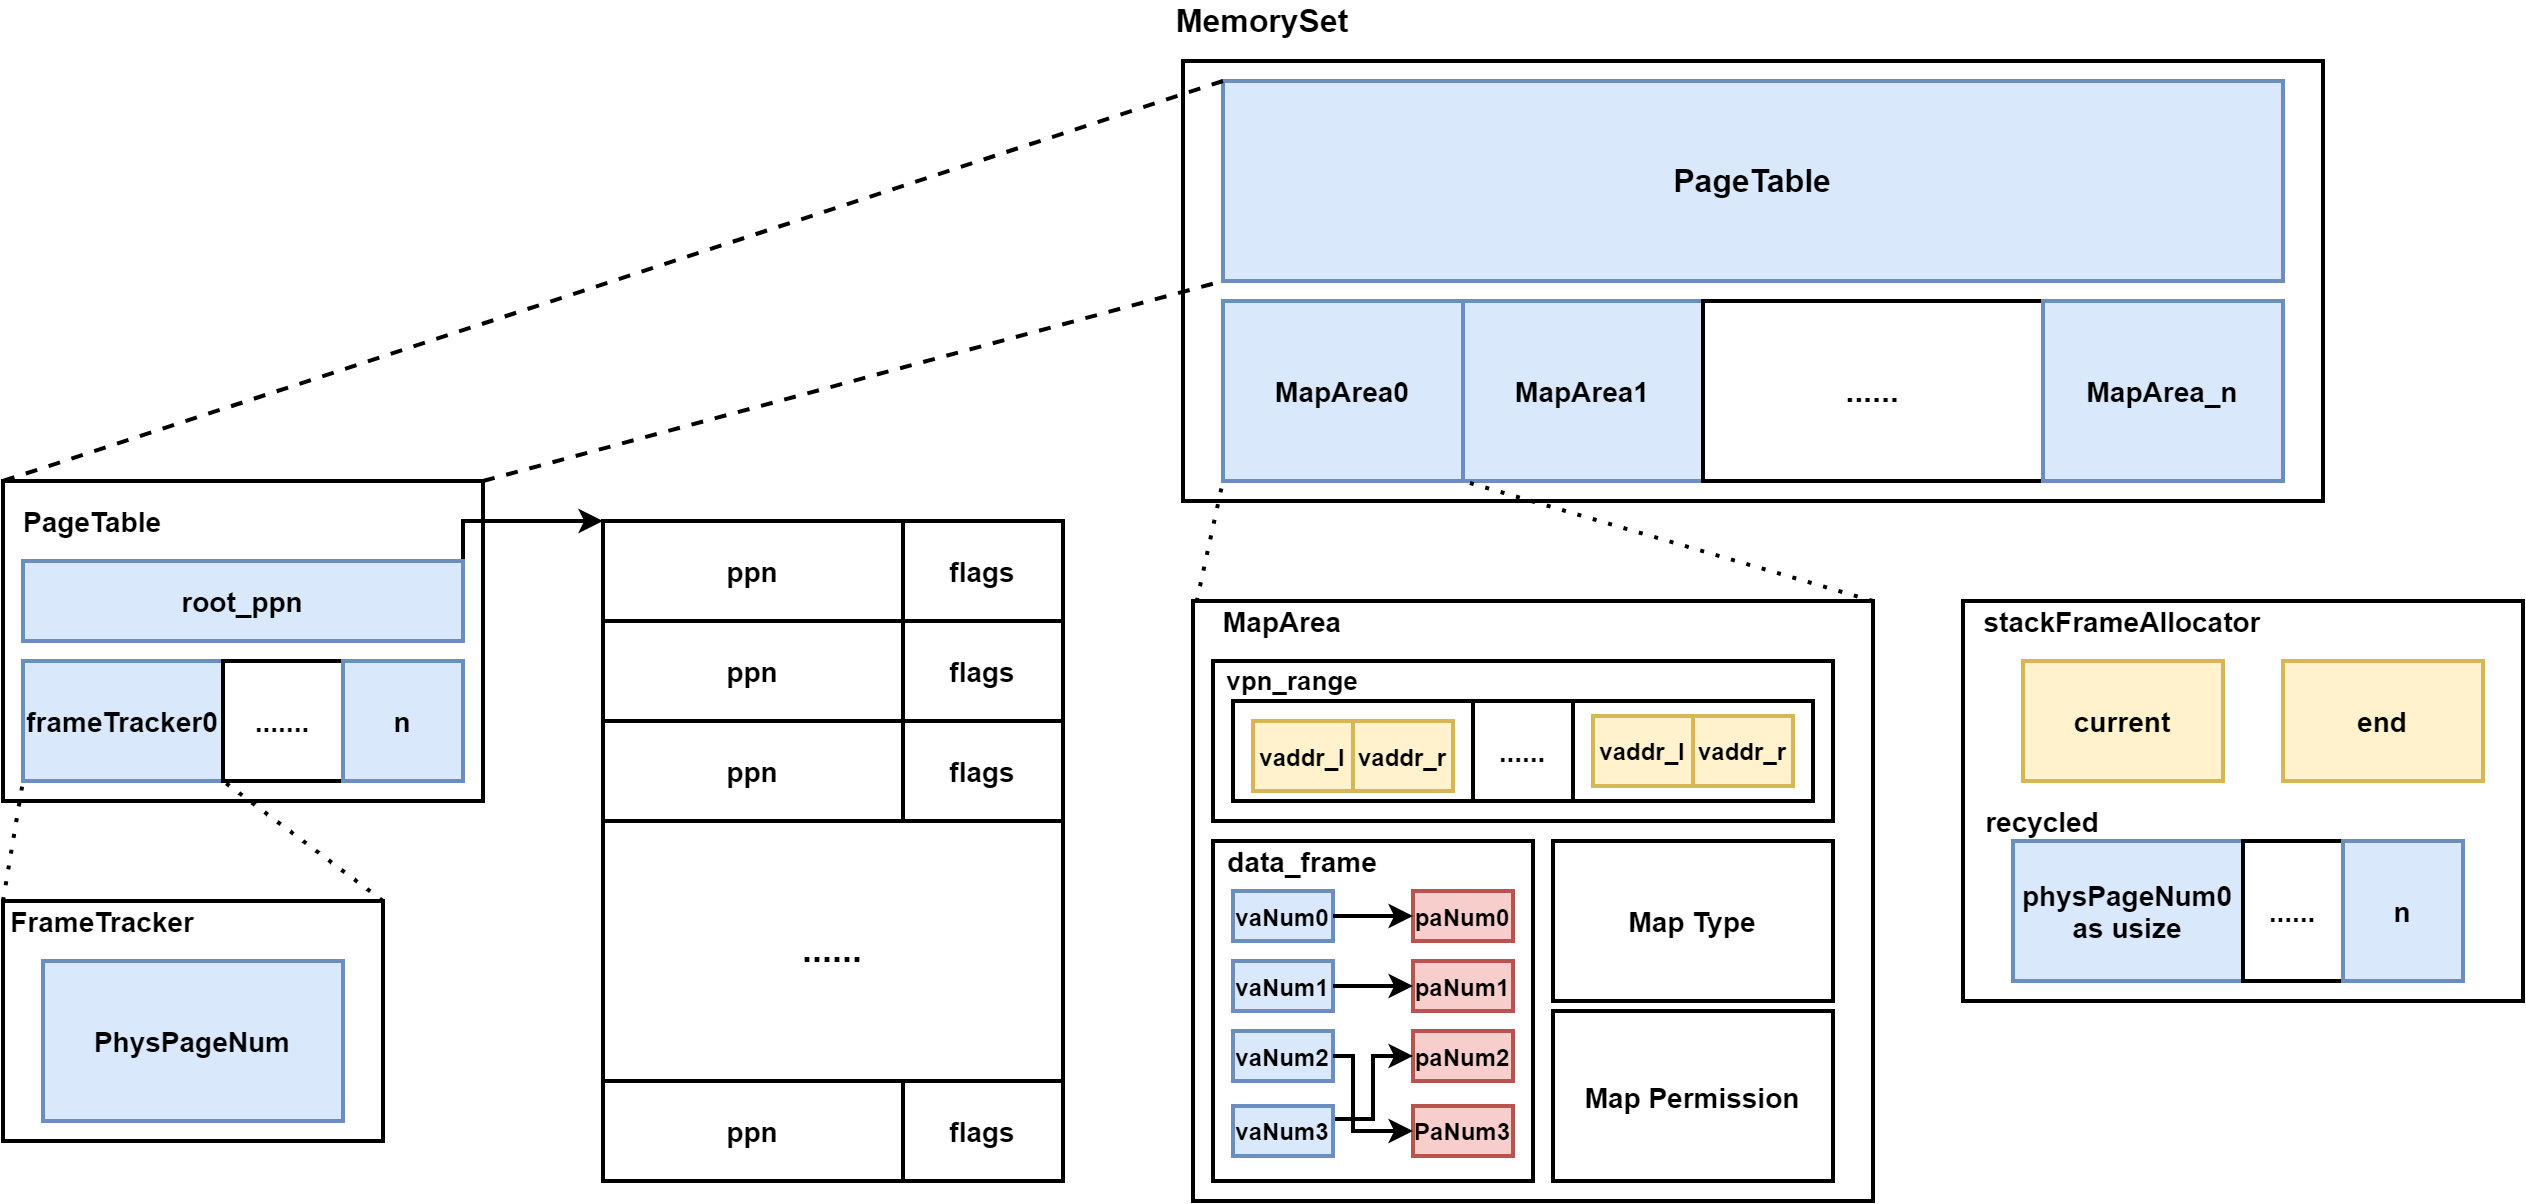 MemorySet
PageTable
MapArea0
MapArea1
......
MapArea_n
PageTable
root_ppn
frameTracker0
.......
n
FrameTracker
PhysPageNum
ppn
flags
ppn
flags
ppn
flags
......
ppn
flags
MapArea
vpn_range
vaddr_l
vaddr_r
......
vaddr_l
vaddr_r
data_frame
vaNum0
paNum0
vaNum1
paNum1
vaNum2
paNum2
vaNum3
PaNum3
Map Type
Map Permission
stackFrameAllocator
current
end
recycled
physPageNum0
as usize
......
n